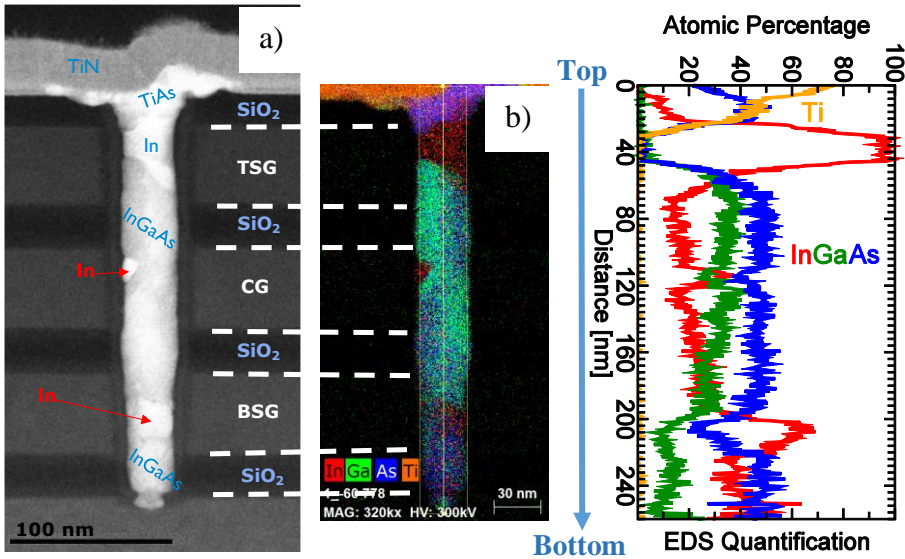 a)
TiN
TiAs
SiO2
In
TSG
InGaAs
SiO2
In
CG
SiO2
In
BSG
InGaAs
SiO2
100 nm
b)
In Ga As Ti
MAG: 320kx HV: 300kV
30 nm
Top
Bottom
Atomic Percentage
20 40 60 80 100
0
40
80
120
160
200
240
Distance [nm]
Ti
InGaAs
EDS Quantification